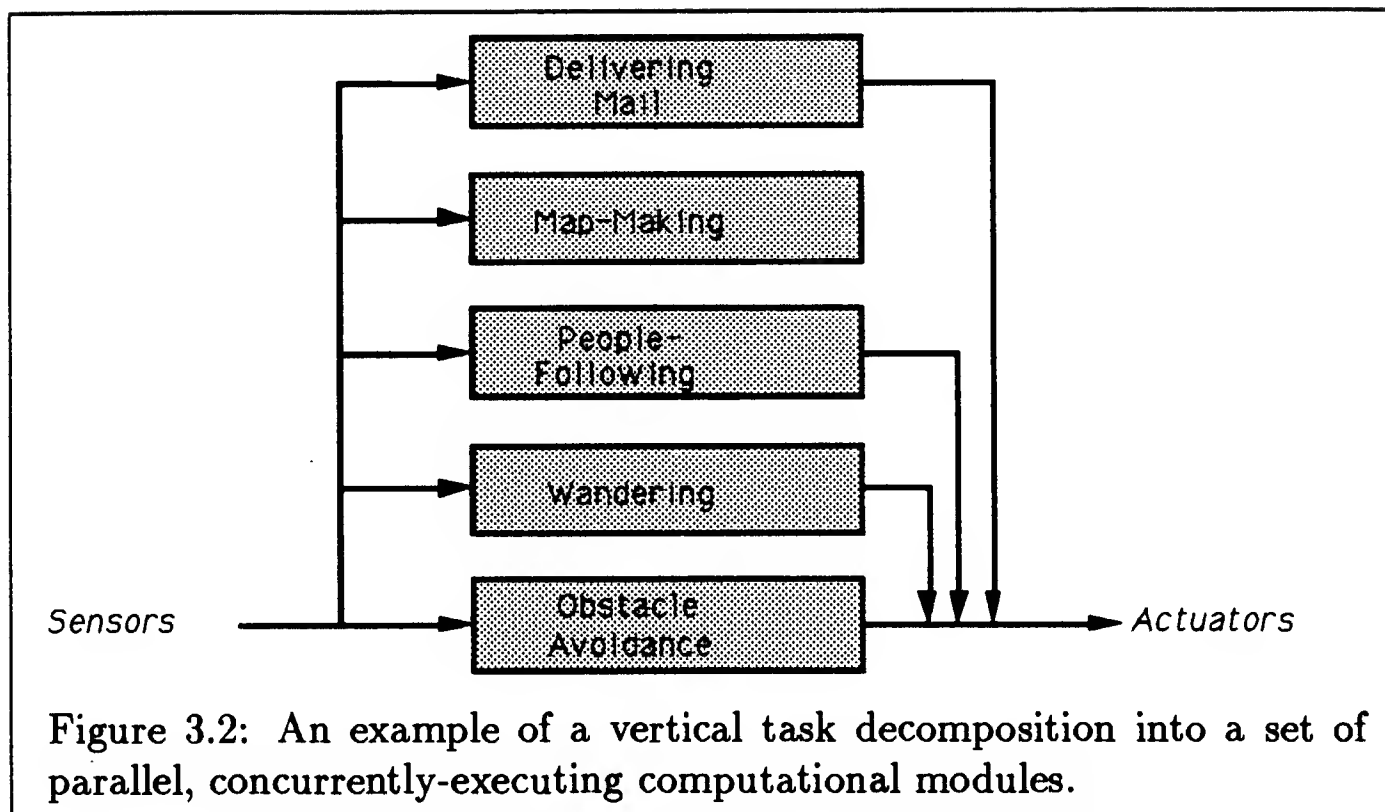 Delivering
Mail
Map-Making
People-
Following
Wandering
Sensors
Obstacle
Avoidance
Actuators
Figure 3.2: An example of a vertical task decomposition into a set of
parallel, concurrently-executing computational modules.